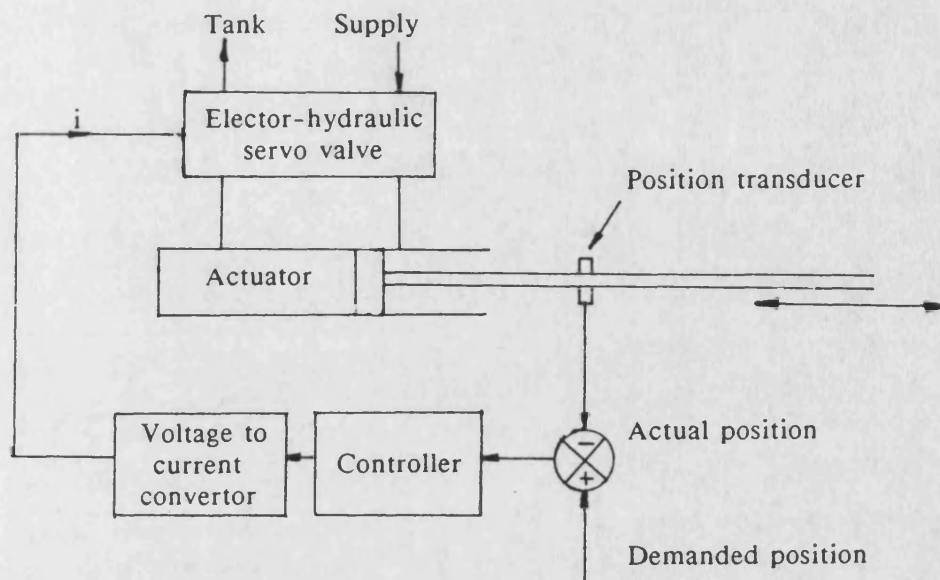 Tank
Supply
i
Elector-hydraulic
servo valve
Position transducer
Actuator
−
+
Actual position
Voltage to
current
convertor
Controller
Demanded position